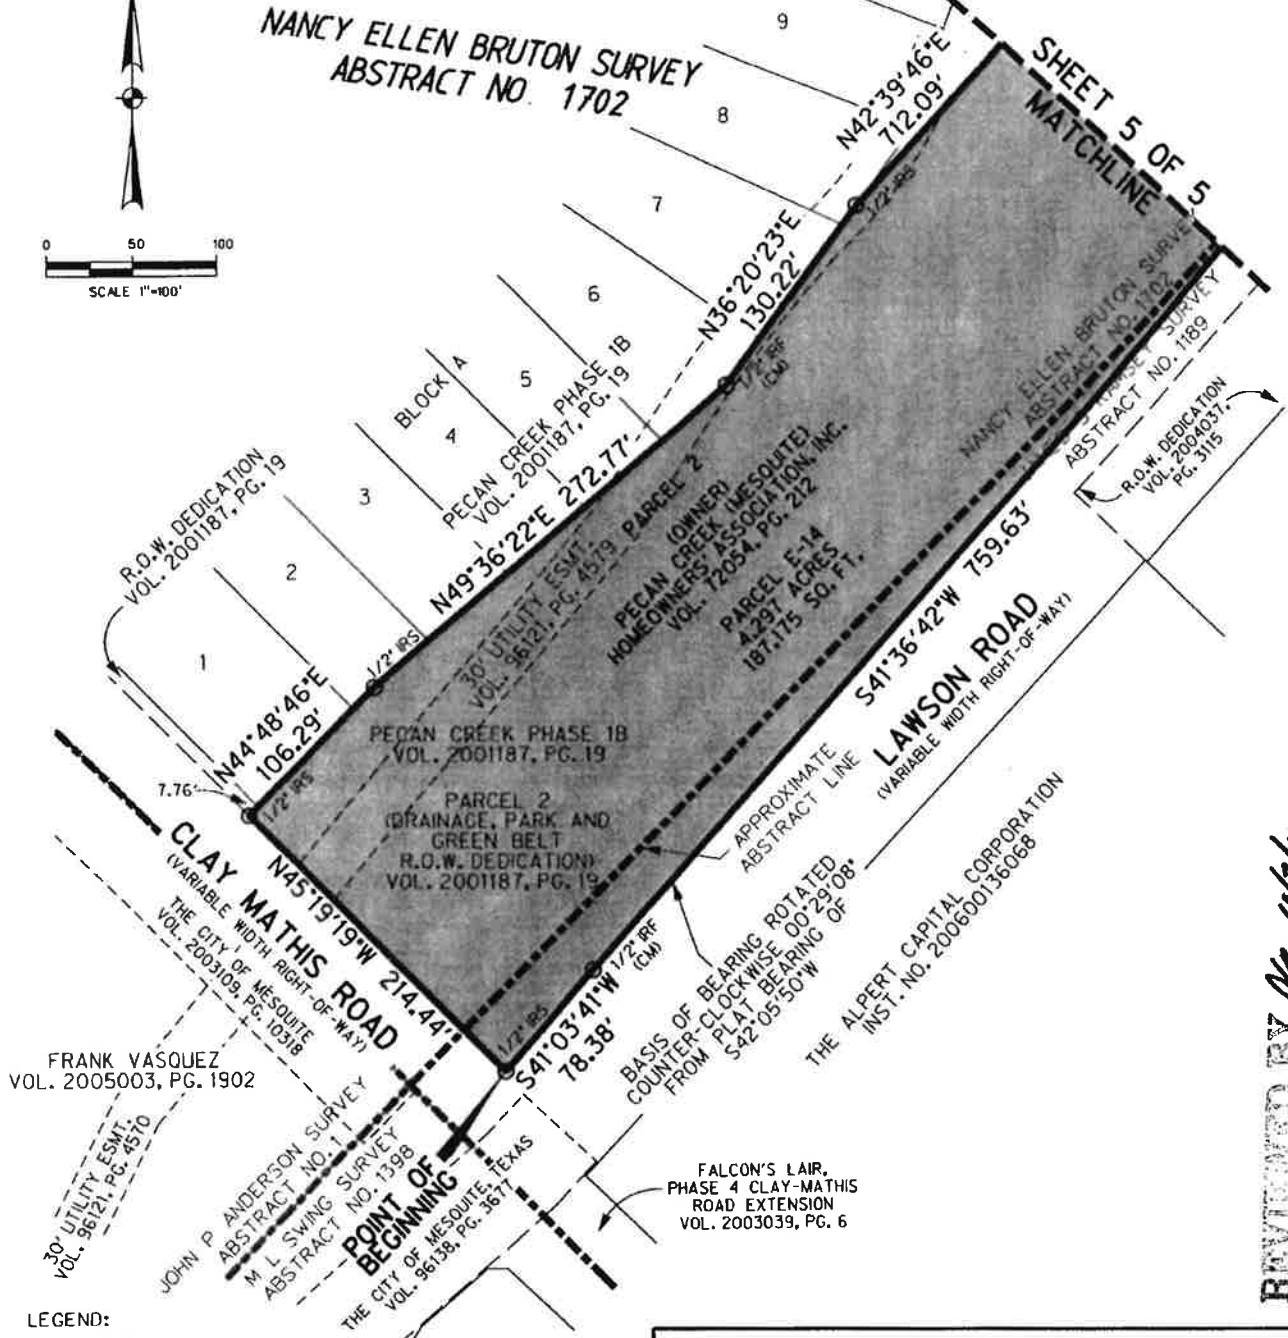 NANCY ELLEN BRUTON SURVEY
ABSTRACT NO. 1702
9
8
7
6
5
4
3
2
1
0 50 100
SCALE 1"=100'
SHEET 5 OF 5
MATCHLINE
N42°39'46"E
712.09'
1/2" IRS
N36°20'23"E
130.22'
1/2" IRF
(CM)
BLOCK A
PECAN CREEK PHASE 1B
VOL. 2001187, PG. 19
R.O.W. DEDICATION
VOL. 2001187, PG. 19
N49°36'22"E 272.77'
1/2" IRS
30' UTILITY ESMT.
VOL. 96121, PG. 4579
PARCEL 2
(OWNER)
PECAN CREEK (MESQUITE)
HOMEOWNERS' ASSOCIATION, INC.
VOL. 72054, PG. 212
PARCEL E-14
4.297 ACRES
187,175 SQ. FT.
NANCY ELLEN BRUTON SURVEY
ABSTRACT NO. 1702
SURVEY
ABSTRACT NO. 1189
R.O.W. DEDICATION
VOL. 2004037,
PG. 3115
S41°36'42"W 759.63'
LAWSON ROAD
(VARIABLE WIDTH RIGHT-OF-WAY)
N44°48'46"E
106.29'
1/2" IRS
7.76'
PECAN CREEK PHASE 1B
VOL. 2001187, PG. 19
PARCEL 2
(DRAINAGE, PARK AND
GREEN BELT
R.O.W. DEDICATION)
VOL. 2001187, PG. 19
APPROXIMATE
ABSTRACT LINE
CLAY MATHIS ROAD
(VARIABLE WIDTH RIGHT-OF-WAY)
THE CITY OF MESQUITE
VOL. 2003109, PG. 10318
N45°19'19"W 214.44'
1/2" IRS
1/2" IRF
(CM)
S41°03'41"W
78.38'
BASIS OF BEARING ROTATED
COUNTER-CLOCKWISE 00°29'08"
FROM PLAT BEARING OF
S42°05'50"W
THE ALPERT CAPITAL CORPORATION
INST. NO. 200600136068
FRANK VASQUEZ
VOL. 2005003, PG. 1902
30' UTILITY ESMT.
VOL. 96121, PG. 4570
JOHN P ANDERSON SURVEY
ABSTRACT NO. 1
M L SWING SURVEY
ABSTRACT NO. 1398
POINT OF
BEGINNING
THE CITY OF MESQUITE, TEXAS
VOL. 96138, PG. 3677
FALCON'S LAIR,
PHASE 4 CLAY-MATHIS
ROAD EXTENSION
VOL. 2003039, PG. 6
REVIEWED BY
LEGEND: